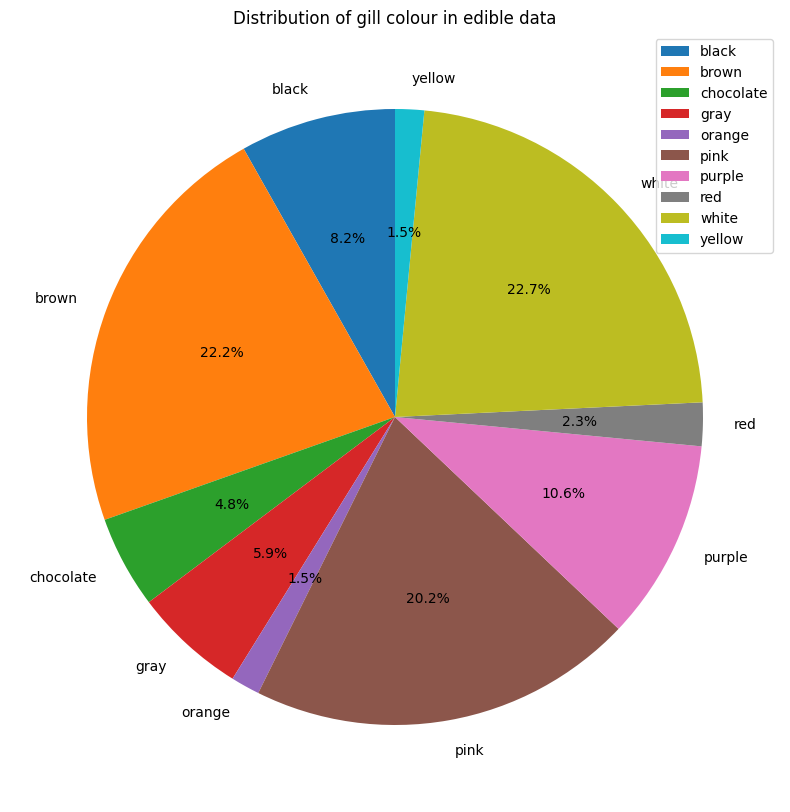 Distribution of gill colour in edible data
black
brown
chocolate
gray
orange
pink
purple
red
white
yellow
yellow
black
white
1.5%
8.2%
22.7%
brown
22.2%
red
2.3%
10.6%
4.8%
purple
5.9%
chocolate
1.5%
20.2%
gray
orange
pink